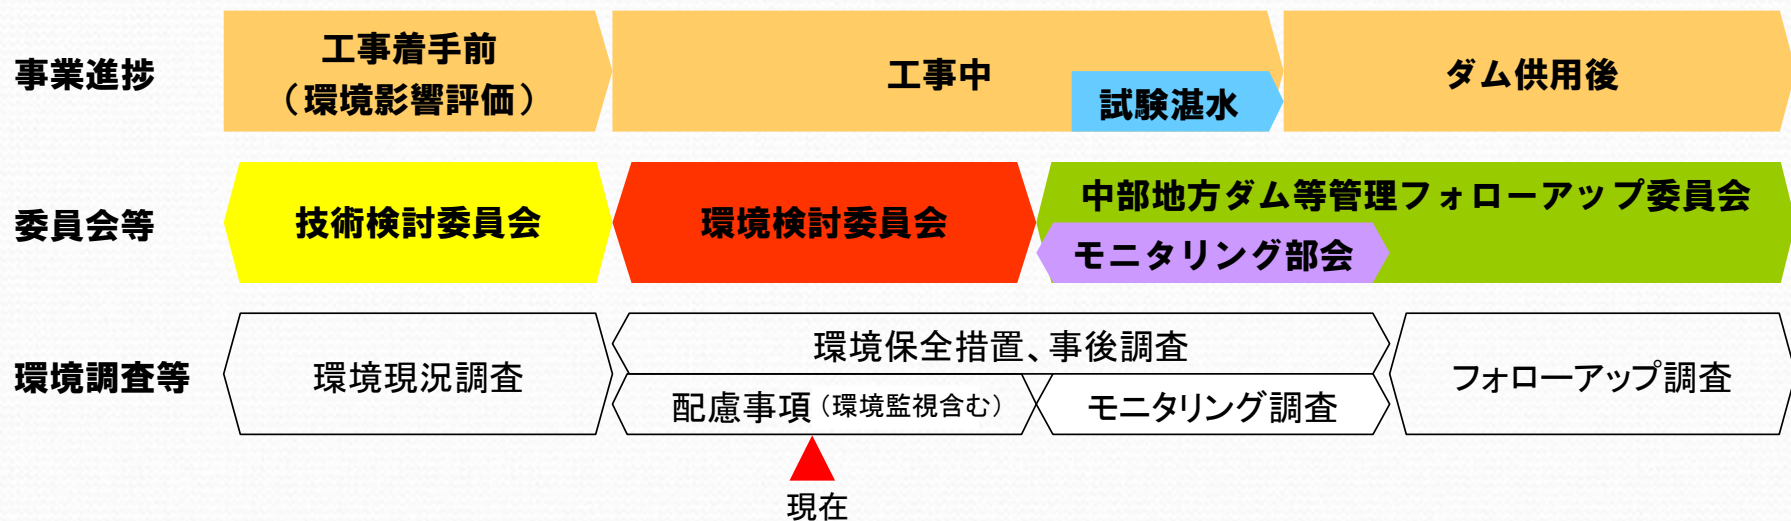 事業進捗
工事着手前
（環境影響評価）
工事中
試験湛水
ダム供用後
委員会等
技術検討委員会
環境検討委員会
中部地方ダム等管理フォローアップ委員会
モニタリング部会
環境調査等
環境現況調査
環境保全措置、事後調査
配慮事項（環境監視含む）
モニタリング調査
フォローアップ調査
現在